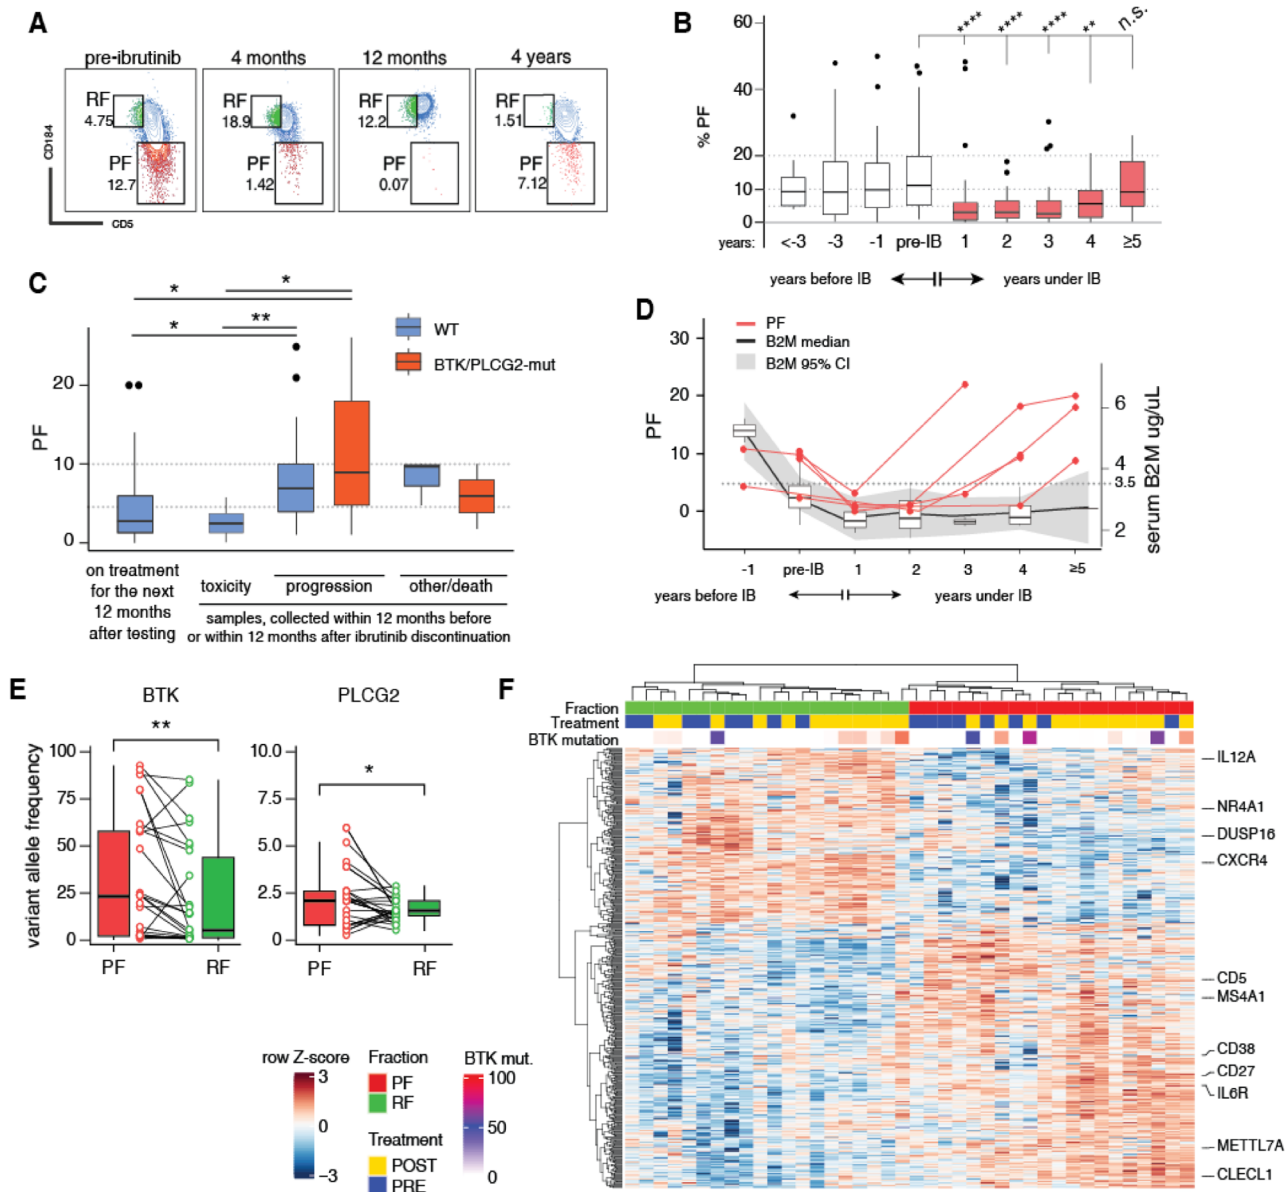 A
pre-ibrutinib
4 months
12 months
4 years
RF
4.75
PF
12.7
RF
18.9
PF
1.42
RF
12.2
PF
0.07
RF
1.51
PF
7.12
CD184
CD5
B
% PF
60
40
20
10
0
**** **** **** ** n.s.
years: <-3 -3 -1 pre-IB 1 2 3 4 ≥5
years before IB years under IB
C
* *
* **
WT
BTK/PLCG2-mut
PF
20
10
0
on treatment
for the next
12 months
after testing
toxicity progression other/death
samples, collected within 12 months before
or within 12 months after ibrutinib discontinuation
D
PF
B2M median
B2M 95% CI
PF
30
20
10
0
6
4
3.5
2
serum B2M ug/uL
-1 pre-IB 1 2 3 4 ≥5
years before IB years under IB
E
BTK
**
variant allele frequency
100
75
50
25
0
PF RF
PLCG2
*
10.0
7.5
5.0
2.5
0
PF RF
row Z-score
3
0
−3
Fraction
PF
RF
Treatment
POST
PRE
BTK mut.
100
50
0
F
Fraction
Treatment
BTK mutation
IL12A
NR4A1
DUSP16
CXCR4
CD5
MS4A1
CD38
CD27
IL6R
METTL7A
CLECL1